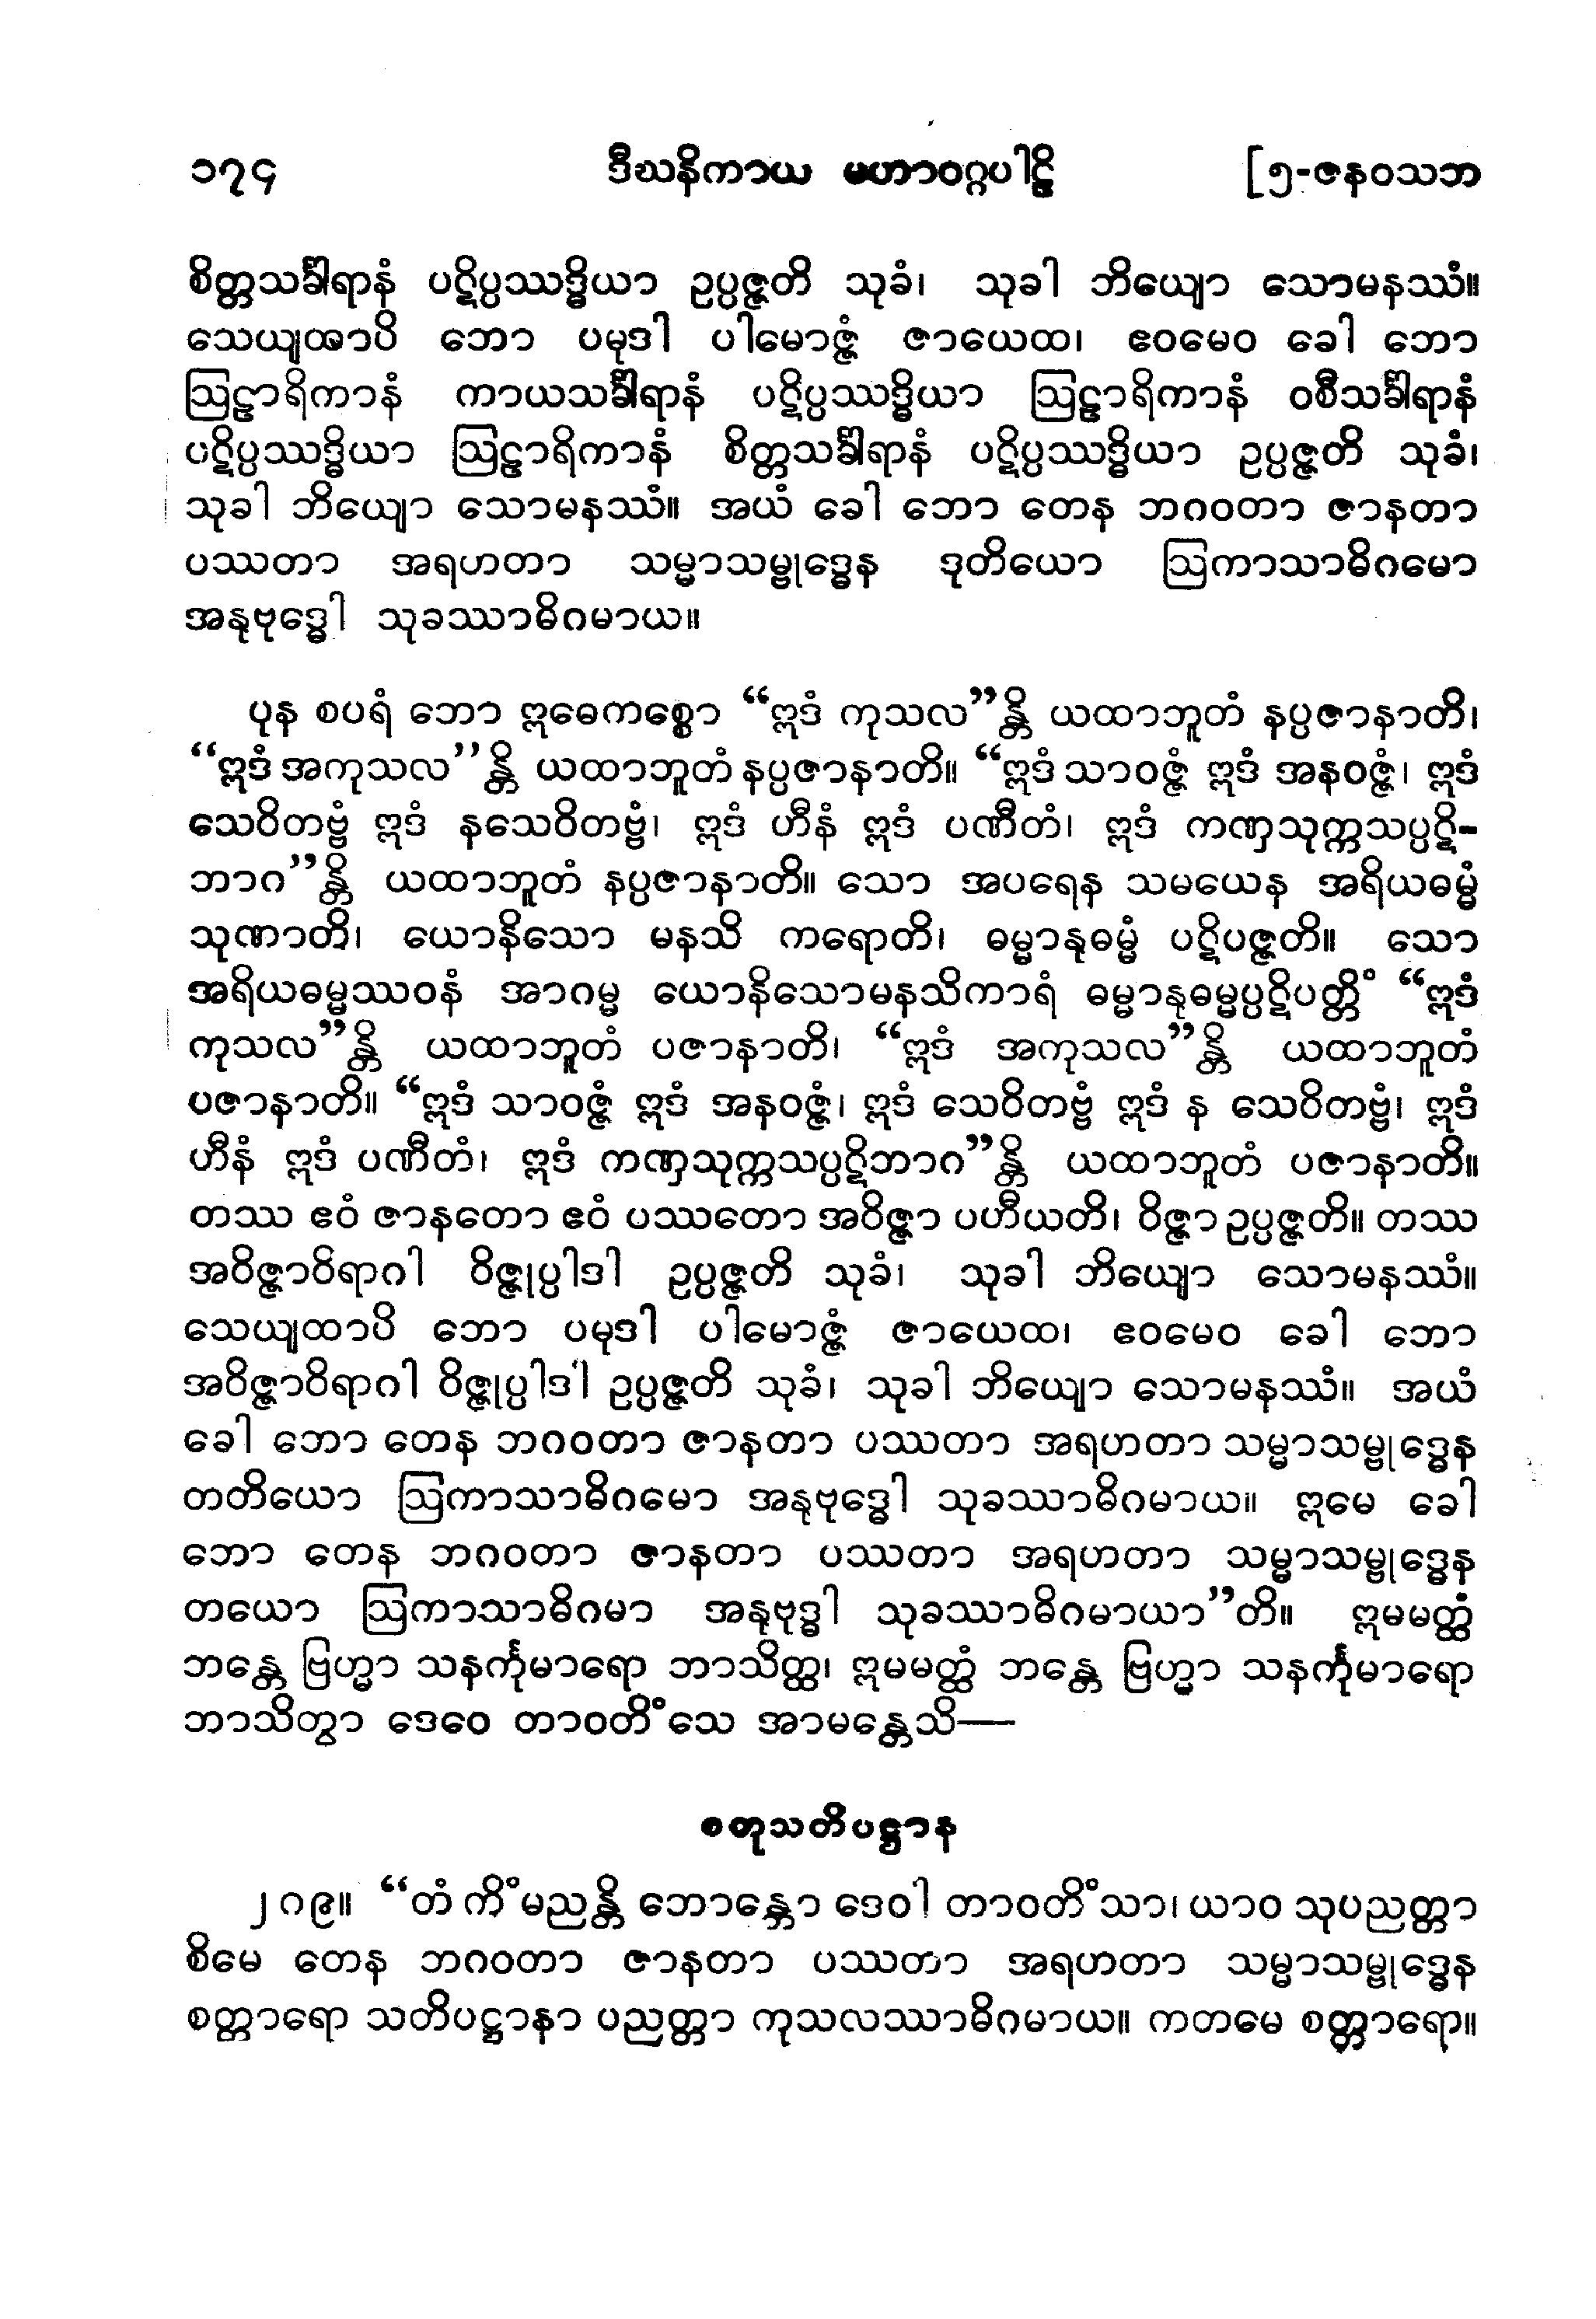 ၁၇၄ ဒီဃနိကာယ မဟာဝဂ္ဂပါဠိ [၅-ဇနဝသဘ
စိတ္တသင်္ခါရာနံ ပဋိပ္ပဿဒ္ဓိယာ ဥပ္ပဇ္ဇတိ သုခံ၊ သုခါ ဘိယျော သောမနဿံ။
သေယျထာပိ ဘော ပမုဒါ ပါမောဇ္ဇံ ဇာယေထ၊ ဧဝမေဝ ခေါ ဘော
ဩဠာရိကာနံ ကာယသင်္ခါရာနံ ပဋိပ္ပဿဒ္ဓိယာ ဩဠာရိကာနံ ဝစီသင်္ခါရာနံ
ပဋိပ္ပဿဒ္ဓိယာ ဩဠာရိကာနံ စိတ္တသင်္ခါရာနံ ပဋိပ္ပဿဒ္ဓိယာ ဥပ္ပဇ္ဇတိ သုခံ၊
သုခါ ဘိယျော သောမနဿံ။ အယံ ခေါ ဘော တေန ဘဂဝတာ ဇာနတာ
ပဿတာ အရဟတာ သမ္မာသမ္ဗုဒ္ဓေန ဒုတိယော ဩကာသာဓိဂမော
အနုဗုဒ္ဓေါ သုခဿာဓိဂမာယ။
ပုန စပရံ ဘော ဣဓေကစ္စော “ဣဒံ ကုသလ”န္တိ ယထာဘူတံ နပ္ပဇာနာတိ၊
“ဣဒံ အကုသလ”န္တိ ယထာဘူတံ နပ္ပဇာနာတိ။ “ဣဒံ သာဝဇ္ဇံ ဣဒံ အနဝဇ္ဇံ၊ ဣဒံ
သေဝိတဗ္ဗံ ဣဒံ နသေဝိတဗ္ဗံ၊ ဣဒံ ဟီနံ ဣဒံ ပဏီတံ၊ ဣဒံ ကဏှသုက္ကသပ္ပဋိ-
ဘာဂ”န္တိ ယထာဘူတံ နပ္ပဇာနာတိ။ သော အပရေန သမယေန အရိယဓမ္မံ
သုဏာတိ၊ ယောနိသော မနသိ ကရောတိ၊ ဓမ္မာနုဓမ္မံ ပဋိပဇ္ဇတိ။ သော
အရိယဓမ္မဿဝနံ အာဂမ္မ ယောနိသောမနသိကာရံ ဓမ္မာနုဓမ္မပ္ပဋိပတ္တိံ “ဣဒံ
ကုသလ”န္တိ ယထာဘူတံ ပဇာနာတိ၊ “ဣဒံ အကုသလ”န္တိ ယထာဘူတံ
ပဇာနာတိ။ “ဣဒံ သာဝဇ္ဇံ ဣဒံ အနဝဇ္ဇံ၊ ဣဒံ သေဝိတဗ္ဗံ ဣဒံ န သေဝိတဗ္ဗံ၊ ဣဒံ
ဟီနံ ဣဒံ ပဏီတံ၊ ဣဒံ ကဏှသုက္ကသပ္ပဋိဘာဂ”န္တိ ယထာဘူတံ ပဇာနာတိ။
တဿ ဧဝံ ဇာနတော ဧဝံ ပဿတော အဝိဇ္ဇာ ပဟီယတိ၊ ဝိဇ္ဇာ ဥပ္ပဇ္ဇတိ။ တဿ
အဝိဇ္ဇာဝိရာဂါ ဝိဇ္ဇုပ္ပါဒါ ဥပ္ပဇ္ဇတိ သုခံ၊ သုခါ ဘိယျော သောမနဿံ။
သေယျထာပိ ဘော ပမုဒါ ပါမောဇ္ဇံ ဇာယေထ၊ ဧဝမေဝ ခေါ ဘော
အဝိဇ္ဇာဝိရာဂါ ဝိဇ္ဇုပ္ပါဒါ ဥပ္ပဇ္ဇတိ သုခံ၊ သုခါ ဘိယျော သောမနဿံ။ အယံ
ခေါ ဘော တေန ဘဂဝတာ ဇာနတာ ပဿတာ အရဟတာ သမ္မာသမ္ဗုဒ္ဓေန
တတိယော ဩကာသာဓိဂမော အနုဗုဒ္ဓေါ သုခဿာဓိဂမာယ။ ဣမေ ခေါ
ဘော တေန ဘဂဝတာ ဇာနတာ ပဿတာ အရဟတာ သမ္မာသမ္ဗုဒ္ဓေန
တယော ဩကာသာဓိဂမာ အနုဗုဒ္ဓါ သုခဿာဓိဂမာယာ”တိ။ ဣမမတ္ထံ
ဘန္တေ ဗြဟ္မာ သနင်္ကုမာရော ဘာသိတ္ထ၊ ဣမမတ္ထံ ဘန္တေ ဗြဟ္မာ သနင်္ကုမာရော
ဘာသိတွာ ဒေဝေ တာဝတိံသေ အာမန္တေသိ—
စတုသတိပဋ္ဌာန
၂၈၉။ “တံ ကိံ မညန္တိ ဘောန္တော ဒေဝါ တာဝတိံသာ၊ ယာဝ သုပညတ္တာ
စိမေ တေန ဘဂဝတာ ဇာနတာ ပဿတာ အရဟတာ သမ္မာသမ္ဗုဒ္ဓေန
စတ္တာရော သတိပဋ္ဌာနာ ပညတ္တာ ကုသလဿာဓိဂမာယ။ ကတမေ စတ္တာရော။